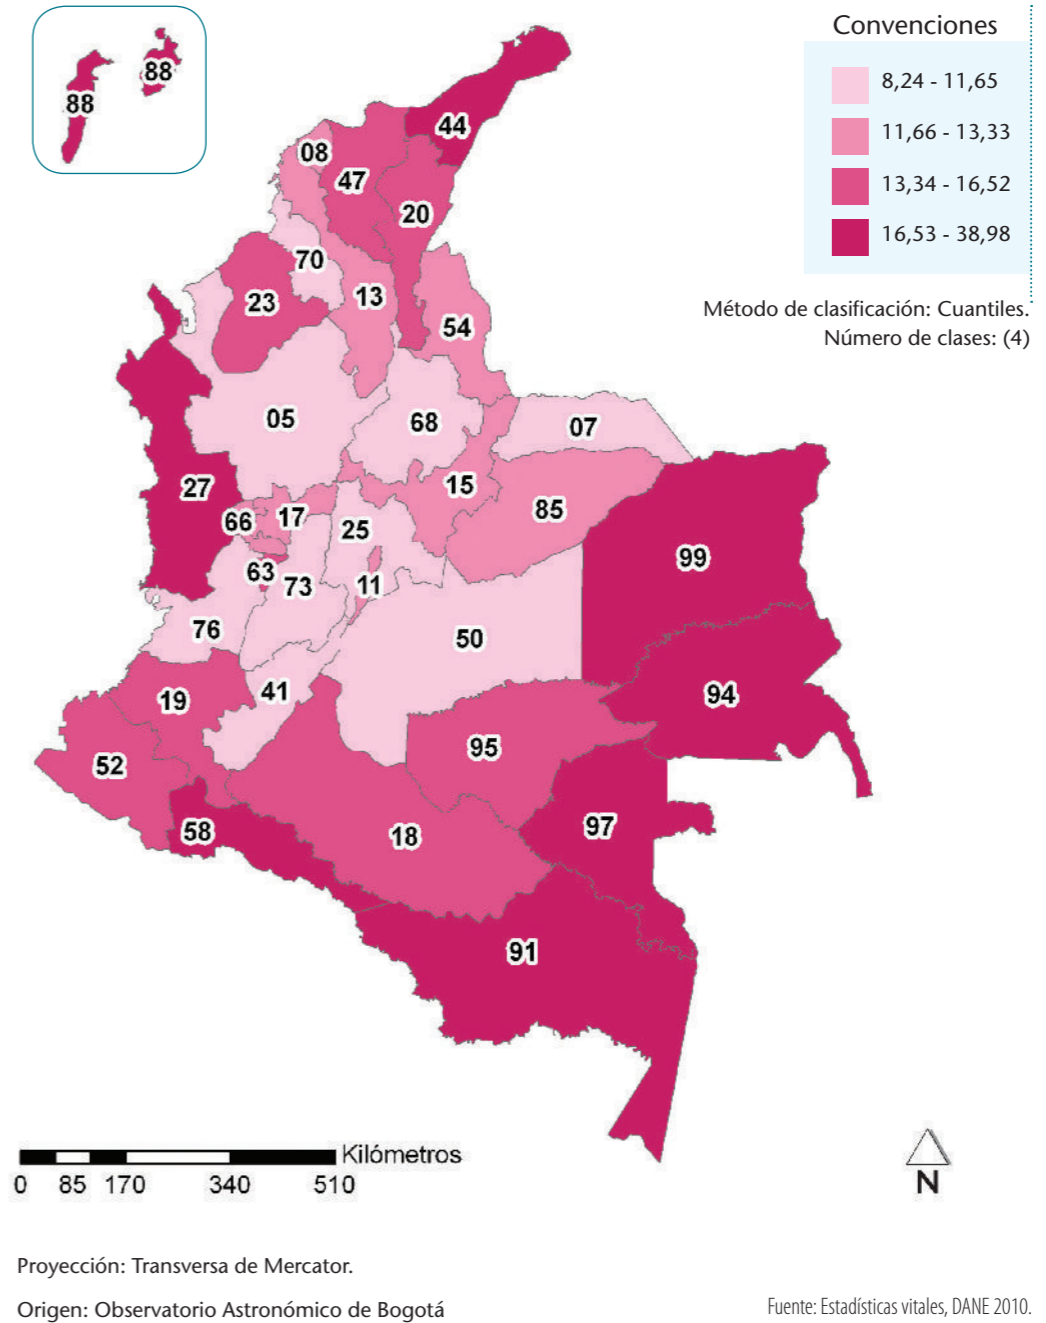 Convenciones
8,24 - 11,65
11,66 - 13,33
13,34 - 16,52
16,53 - 38,98
Método de clasificación: Cuantiles.
Número de clases: (4)
88
88
44
08
47
20
70
23
13
54
05
68
07
27
15
85
66
17
25
99
63
73
11
76
50
41
19
94
95
52
58
18
97
91
Kilómetros
0 85 170 340 510
N
Proyección: Transversa de Mercator.
Origen: Observatorio Astronómico de Bogotá
Fuente: Estadísticas vitales, DANE 2010.